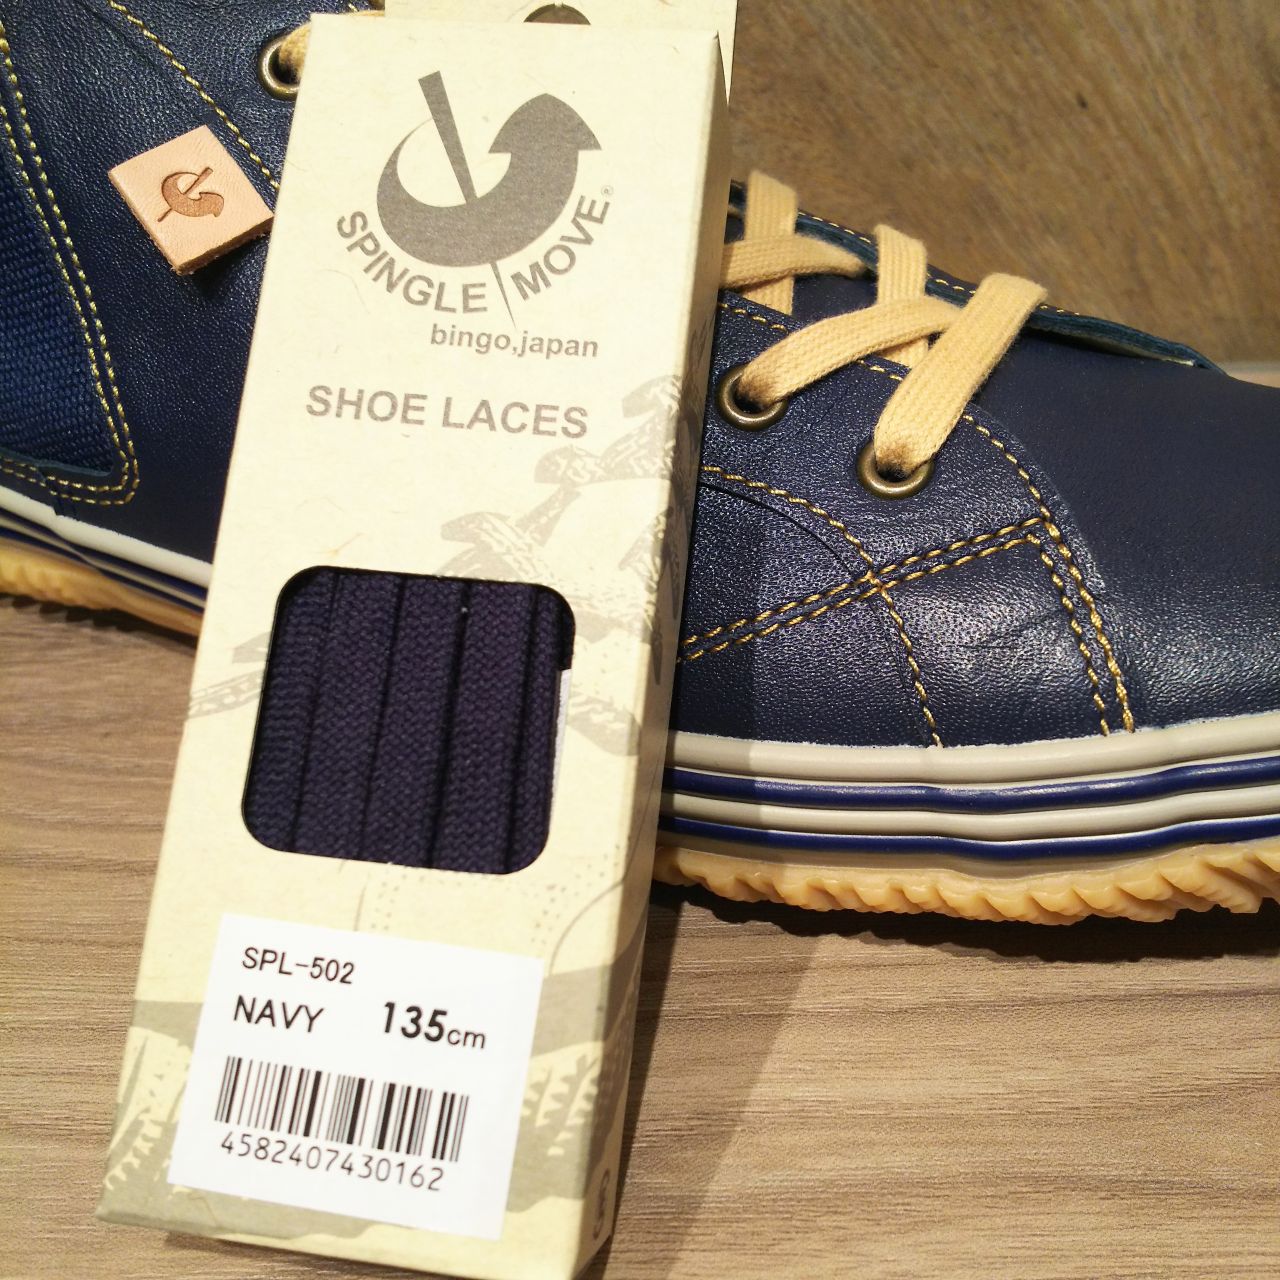 SPINGLE MOVE®
bingo,japan
SHOE LACES
SPL-502
NAVY 135cm
4582407430162